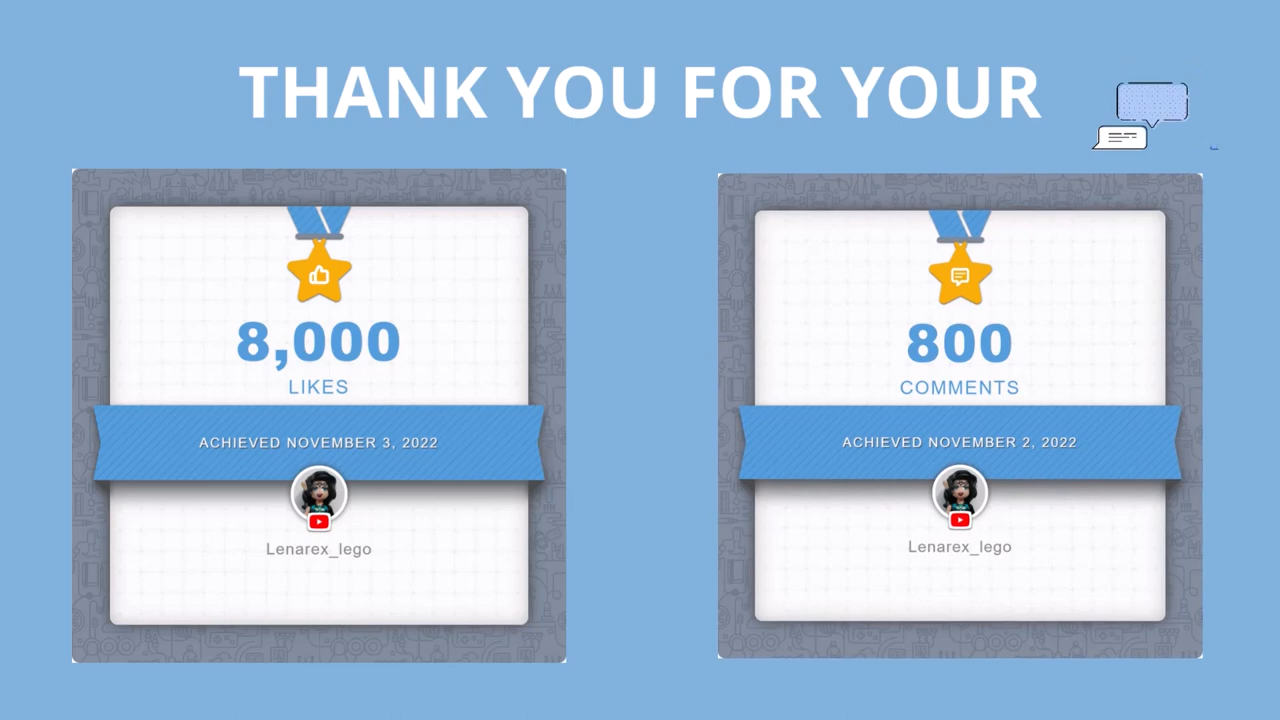 THANK YOU FOR YOUR
8,000
LIKES
ACHIEVED NOVEMBER 3, 2022
Lenarex_lego
800
COMMENTS
ACHIEVED NOVEMBER 2, 2022
Lenarex_lego